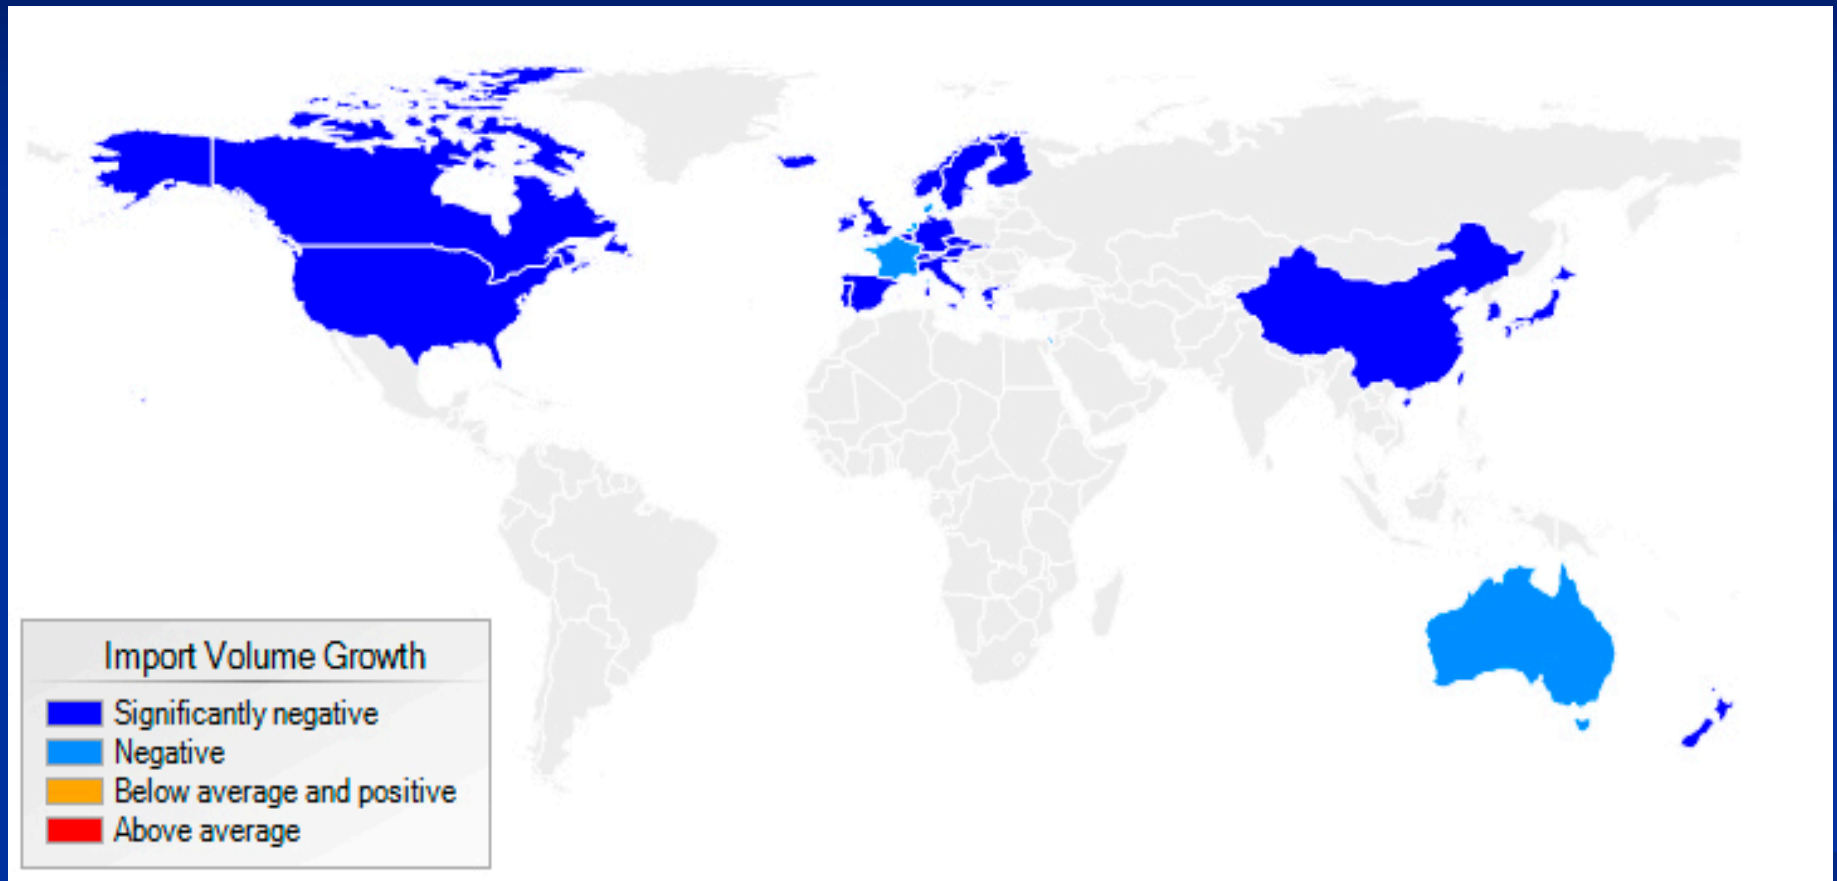 Import Volume Growth
Significantly negative
Negative
Below average and positive
Above average